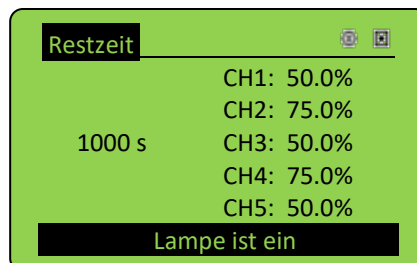 Restzeit
CH1: 50.0%
CH2: 75.0%
1000 s
CH3: 50.0%
CH4: 75.0%
CH5: 50.0%
Lampe ist ein